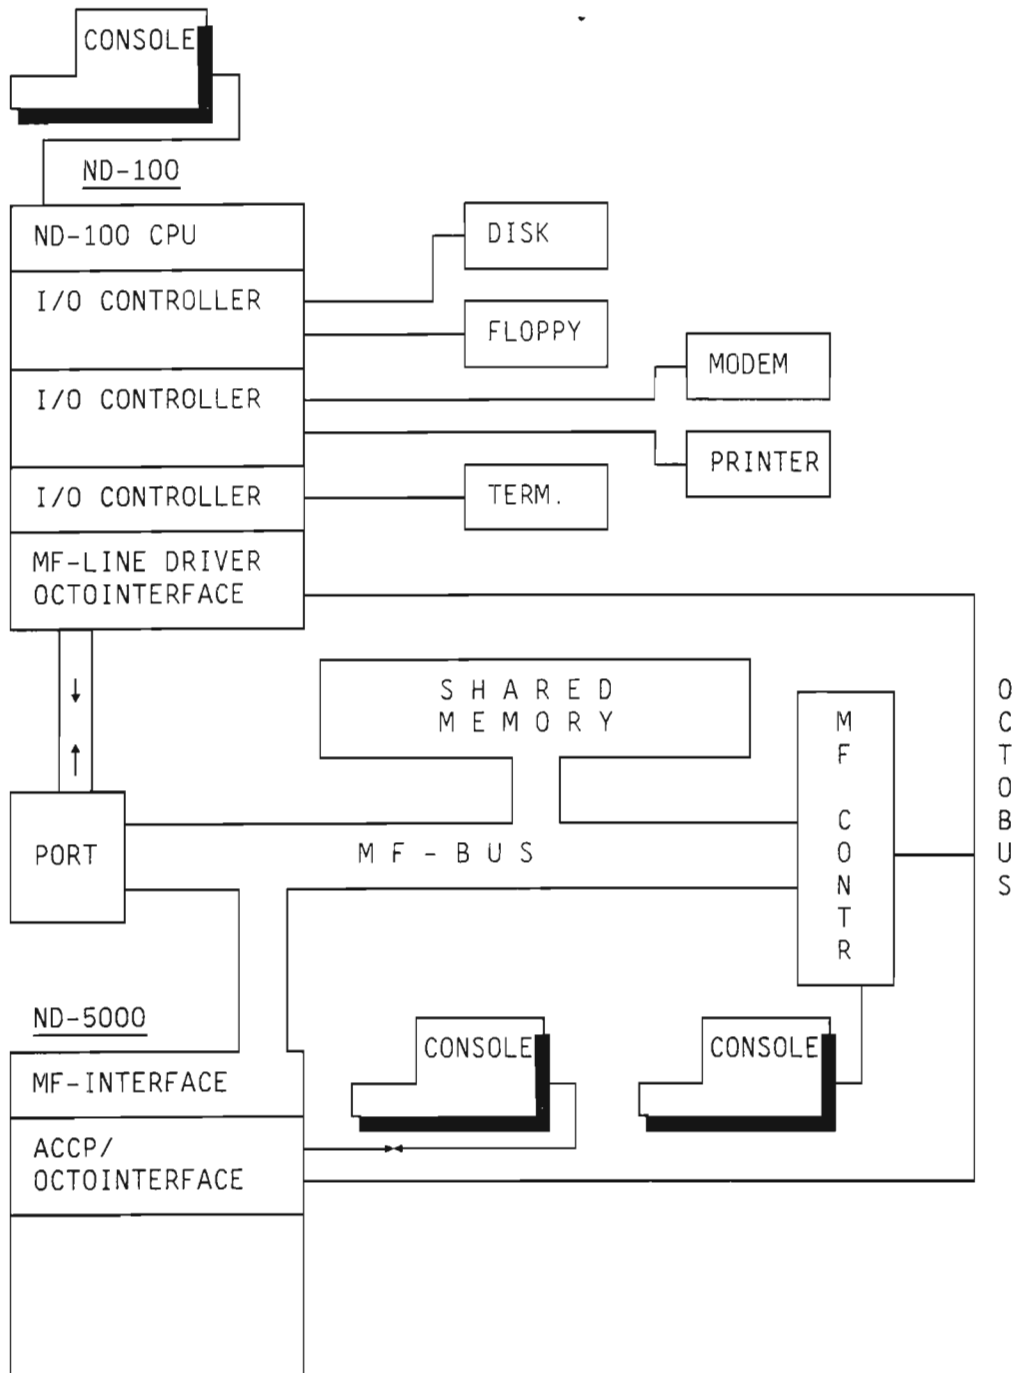 CONSOLE
ND-100
ND-100 CPU
DISK
I/O CONTROLLER
FLOPPY
MODEM
I/O CONTROLLER
PRINTER
I/O CONTROLLER
TERM.
MF-LINE DRIVER
OCTOINTERFACE
SHARED
MEMORY
MF CONTR
OCTOBUS
PORT
MF-BUS
ND-5000
CONSOLE
CONSOLE
MF-INTERFACE
ACCP/
OCTOINTERFACE